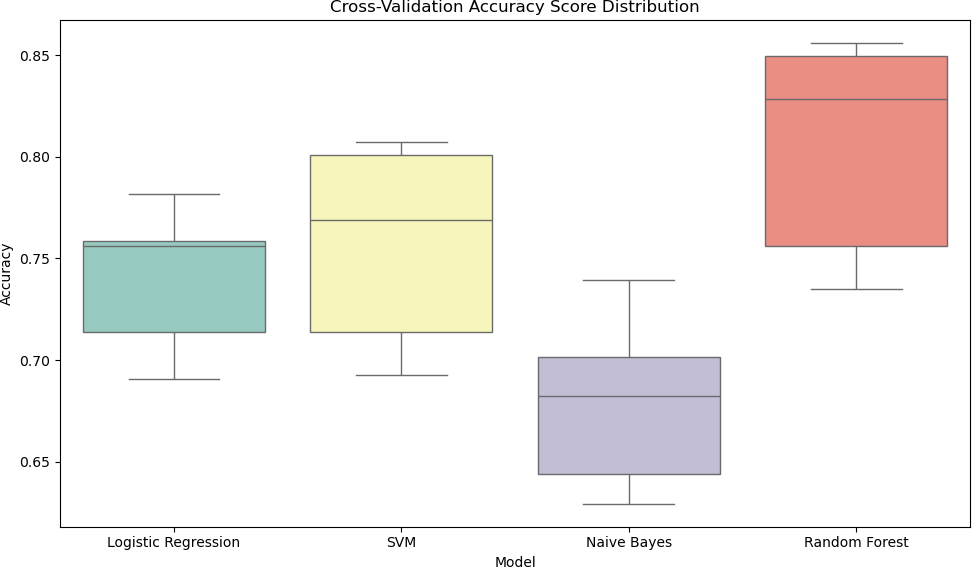 Cross-Validation Accuracy Score Distribution
Accuracy
0.85
0.80
0.75
0.70
0.65
Logistic Regression SVM Naive Bayes Random Forest
Model